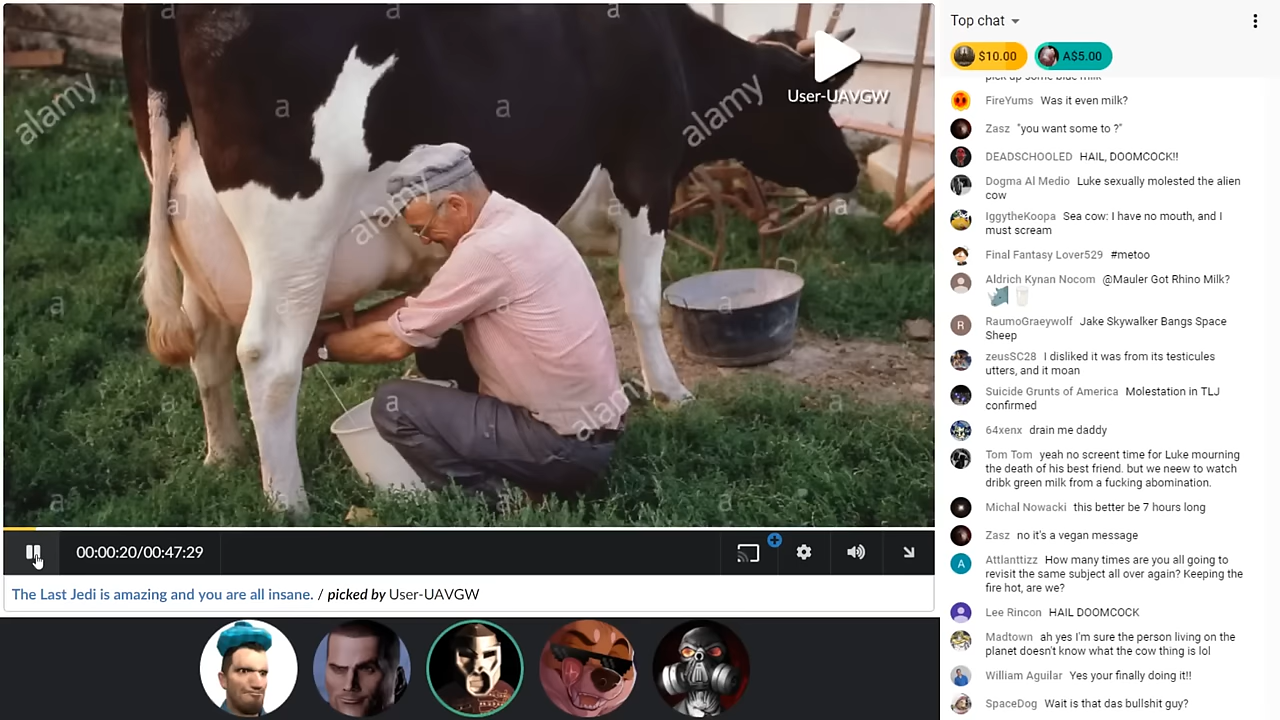 a
a
a
alamy
alamy
User-UAVGW
a
a
alamy
a
a
a
a
a
a
a
a
a
alamy
a
a
a
00:00:20/00:47:29
The Last Jedi is amazing and you are all insane. / picked by User-UAVGW
Top chat
$10.00
A$5.00
pick up some blue milk
FireYums Was it even milk?
Zasz "you want some to ?"
DEADSCHOOLED HAIL, DOOMCOCK!!
Dogma Al Medio Luke sexually molested the alien
cow
IggytheKoopa Sea cow: I have no mouth, and I
must scream
Final Fantasy Lover529 #metoo
Aldrich Kynan Nocom @Mauler Got Rhino Milk?
R
RaumoGraeywolf Jake Skywalker Bangs Space
Sheep
zeusSC28 I disliked it was from its testicules
utters, and it moan
Suicide Grunts of America Molestation in TLJ
confirmed
64xenx drain me daddy
Tom Tom yeah no screent time for Luke mourning
the death of his best friend. but we neew to watch
dribk green milk from a fucking abomination.
Michal Nowacki this better be 7 hours long
Zasz no it's a vegan message
A
Attlanttizz How many times are you all going to
revisit the same subject all over again? Keeping the
fire hot, are we?
Lee Rincon HAIL DOOMCOCK
Madtown ah yes I'm sure the person living on the
planet doesn't know what the cow thing is lol
William Aguilar Yes your finally doing it!!
SpaceDog Wait is that das bullshit guy?